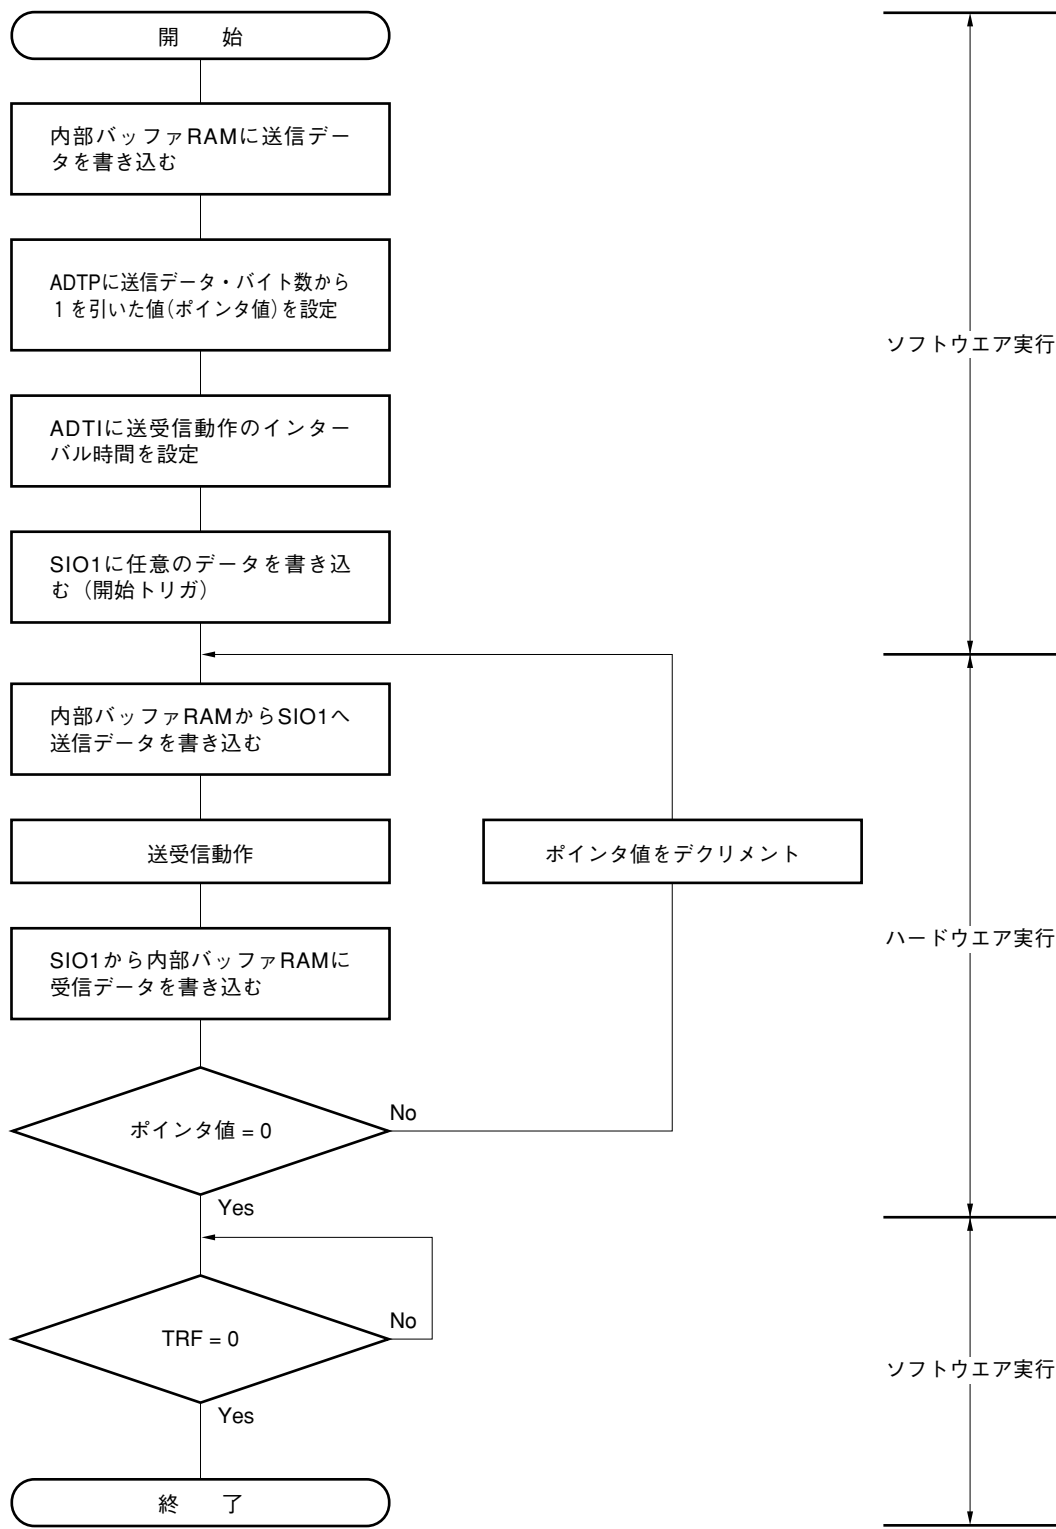 開　始
内部バッファRAMに送信デー
タを書き込む
ADTPに送信データ・バイト数から
1を引いた値(ポインタ値)を設定
ソフトウエア実行
ADTIに送受信動作のインター
バル時間を設定
SIO1に任意のデータを書き込
む（開始トリガ）
内部バッファRAMからSIO1へ
送信データを書き込む
送受信動作
ポインタ値をデクリメント
ハードウエア実行
SIO1から内部バッファRAMに
受信データを書き込む
ポインタ値 = 0
No
Yes
TRF = 0
No
Yes
ソフトウエア実行
終　了